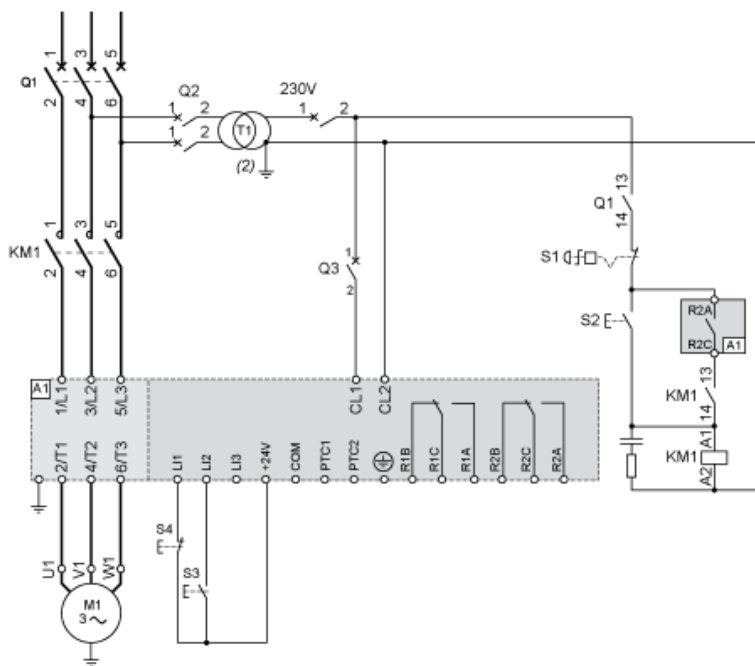 1 3 5
Q1
2 4 6
Q2
1 2
1 2
T1
(2)
230V
1 2
1 3 5
KM1
2 4 6
Q3
1
2
13
Q1
14
S1
S2
R2A
R2C
A1
13
KM1
14
A1
KM1
A2
A1
1/L1 3/L2 5/L3
CL1 CL2
2/T1 4/T2 6/T3
LI1 LI2 LI3 +24V COM PTC1 PTC2 R1B R1C R1A R2B R2C R2A
S4
S3
U1 V1 W1
M1
3